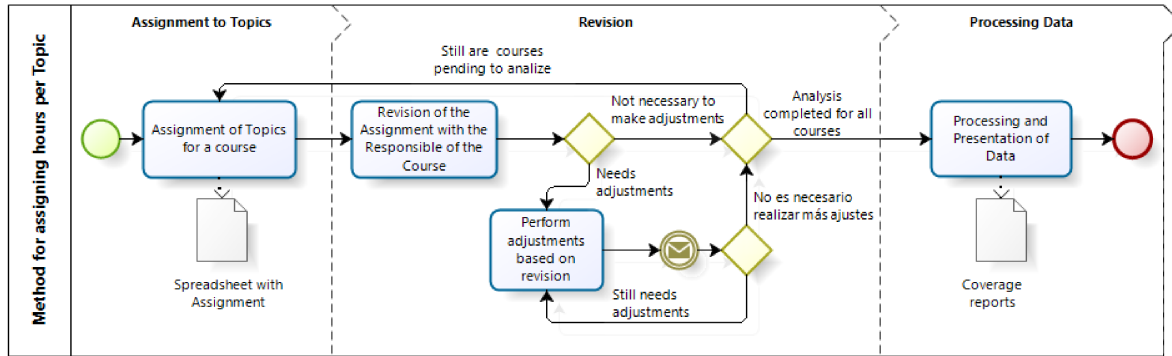 Method for assigning hours per Topic
Assignment to Topics
Revision
Processing Data
Still are courses
pending to analize
Assignment of Topics
for a course
Revision of the
Assignment with the
Responsible of the
Course
Not necessary to
make adjustments
Analysis
completed for all
courses
Processing and
Presentation of
Data
Needs
adjustments
No es necesario
realizar más ajustes
Perform
adjustments
based on
revision
Still needs
adjustments
Spreadsheet with
Assignment
Coverage
reports